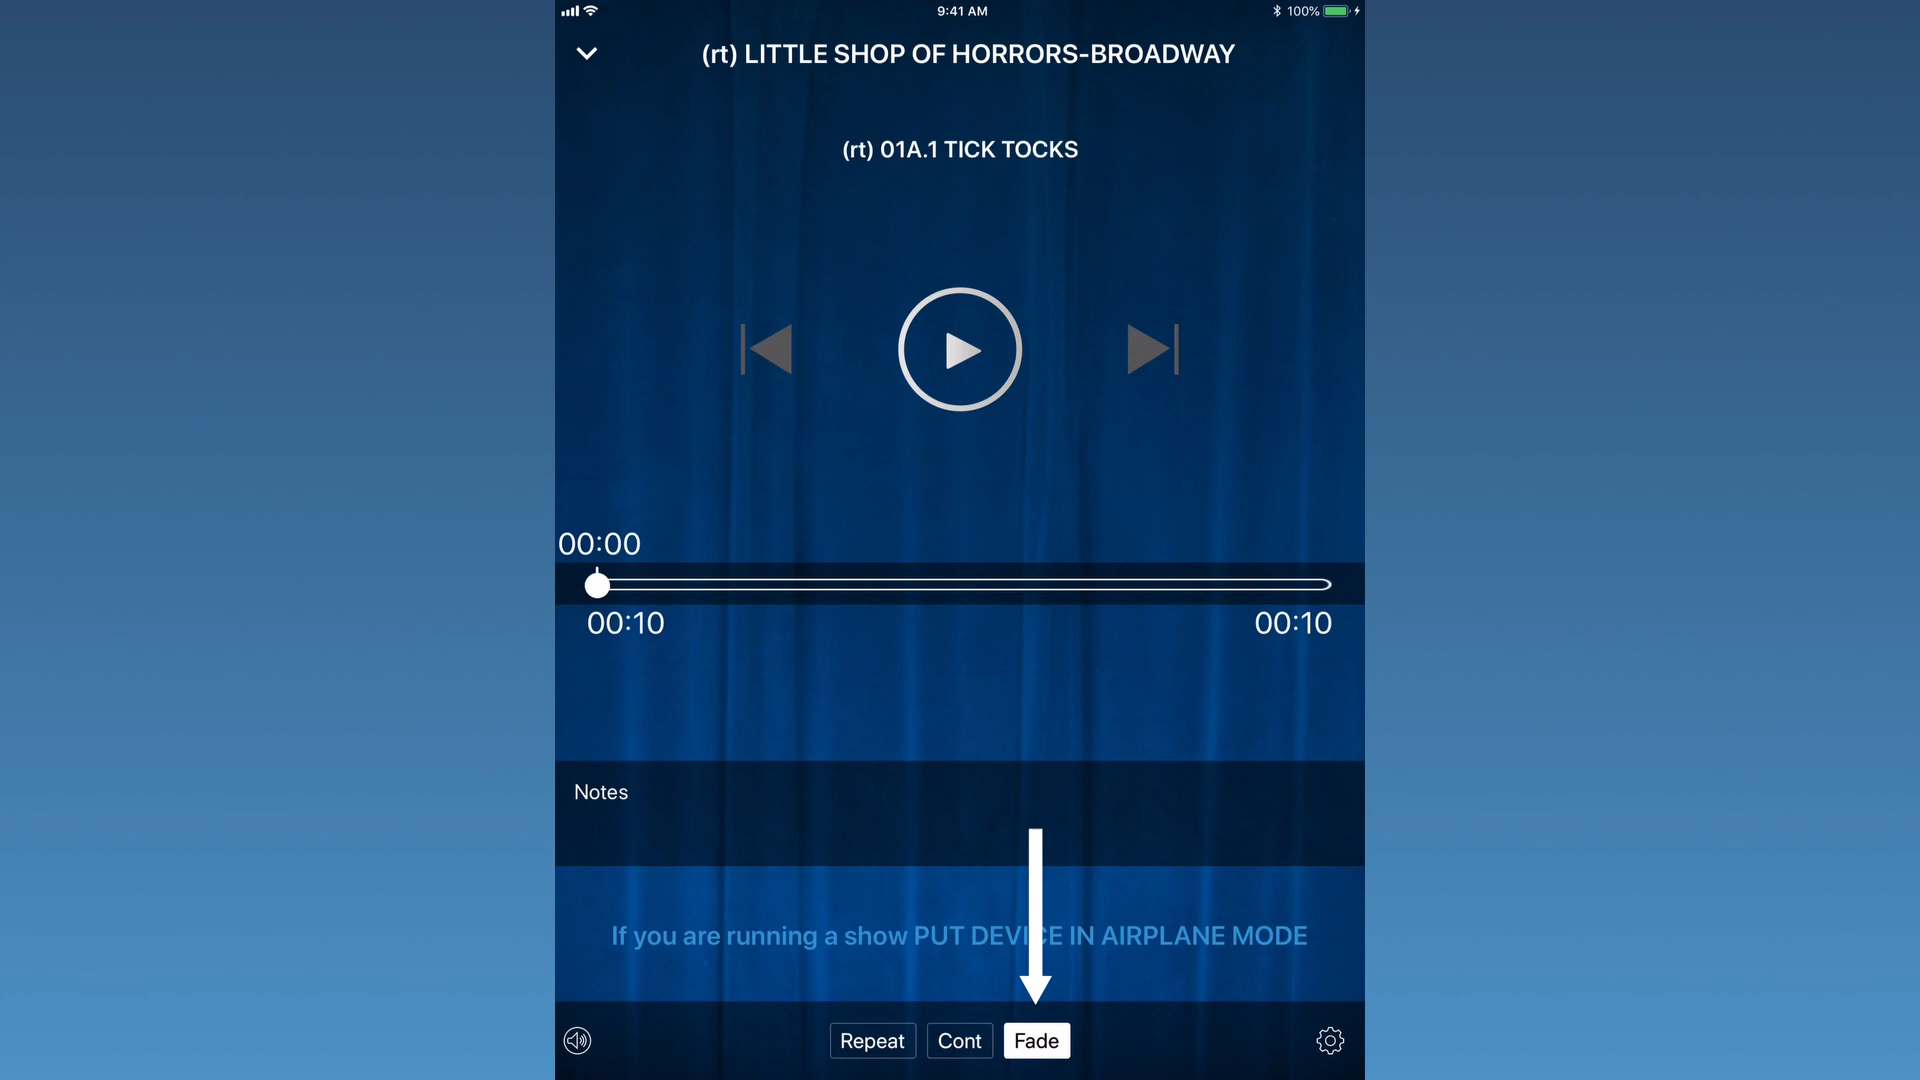 9:41 AM
100%
(rt) LITTLE SHOP OF HORRORS-BROADWAY
(rt) 01A.1 TICK TOCKS
00:00
00:10
00:10
Notes
If you are running a show PUT DEVICE IN AIRPLANE MODE
Repeat
Cont
Fade